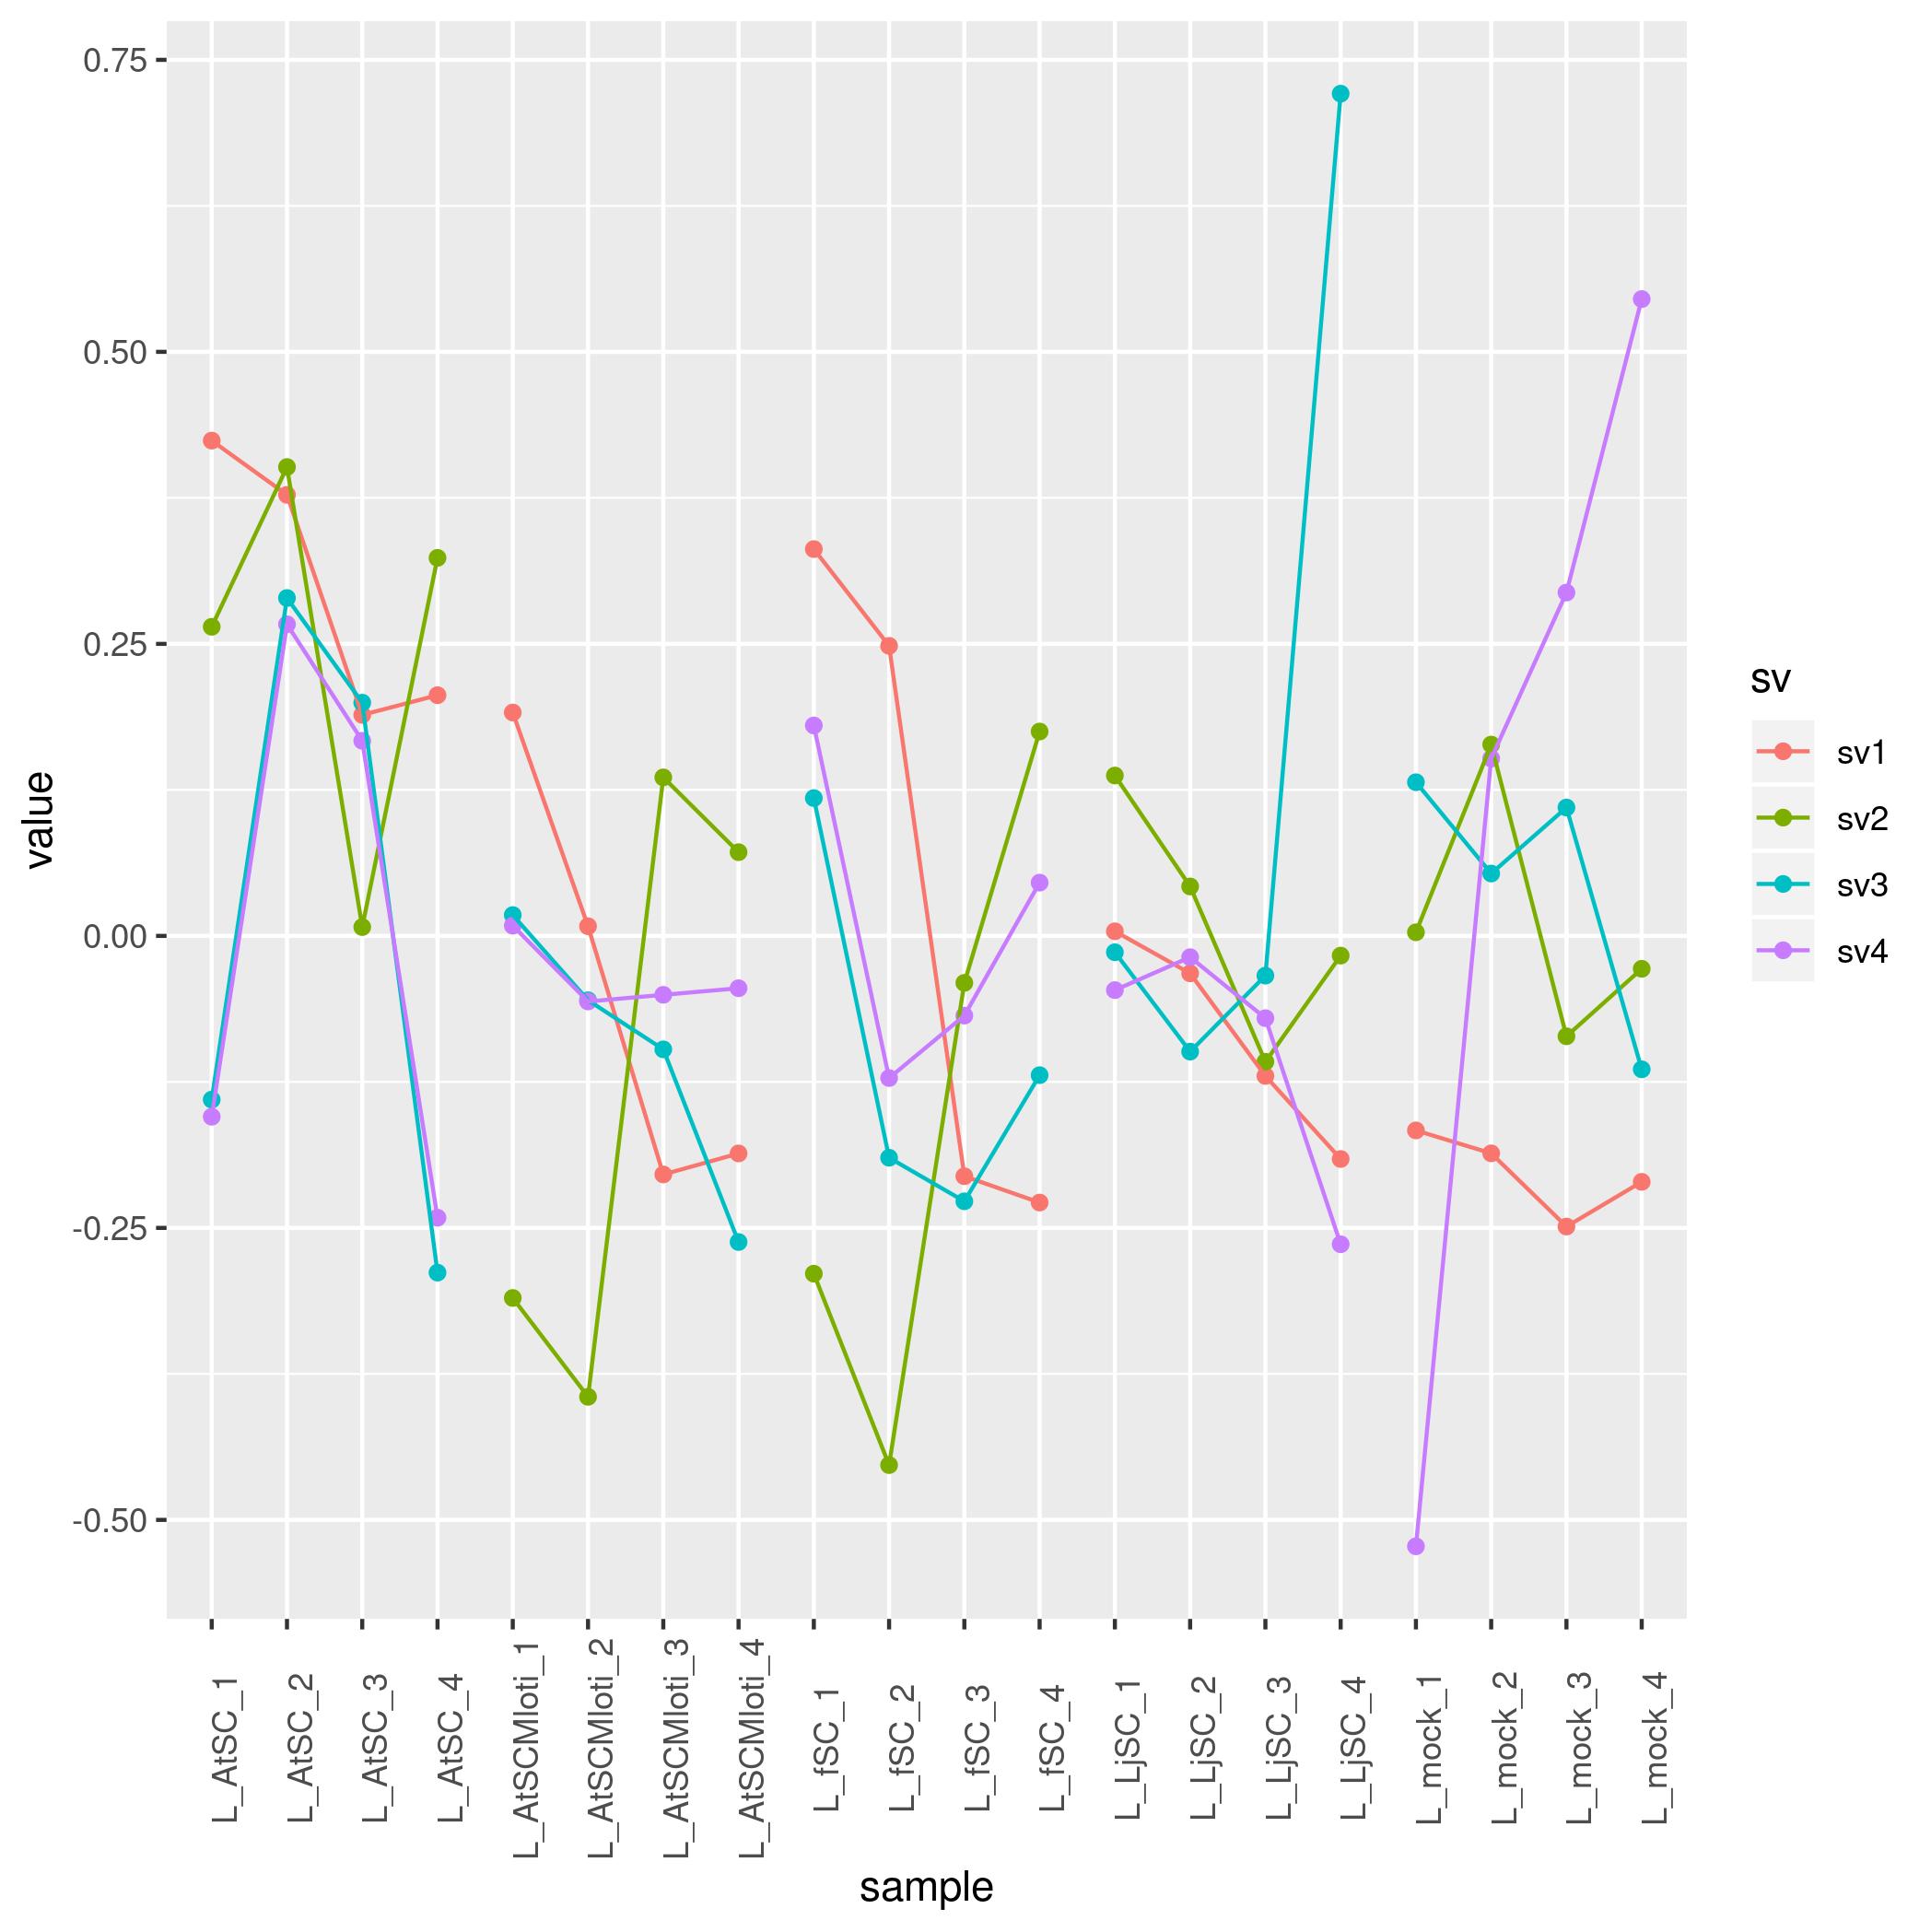 0.75
0.50
0.25
0.00
-0.25
-0.50
value
L_AtSC_1
L_AtSC_2
L_AtSC_3
L_AtSC_4
L_AtSCMloti_1
L_AtSCMloti_2
L_AtSCMloti_3
L_AtSCMloti_4
L_fSC_1
L_fSC_2
L_fSC_3
L_fSC_4
L_LjSC_1
L_LjSC_2
L_LjSC_3
L_LjSC_4
L_mock_1
L_mock_2
L_mock_3
L_mock_4
sample
sv
sv1
sv2
sv3
sv4